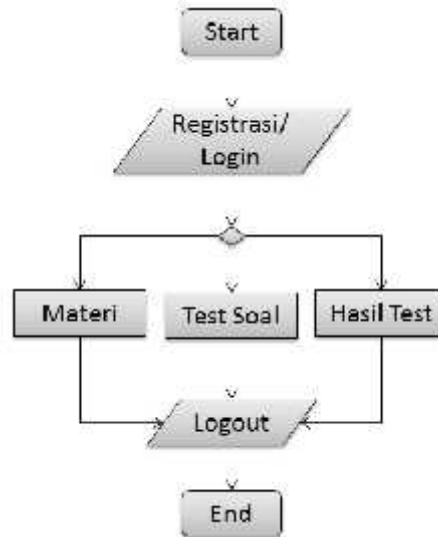 Start
Registrasi/
Login
Materi
Test Soal
Hasil Test
Logout
End